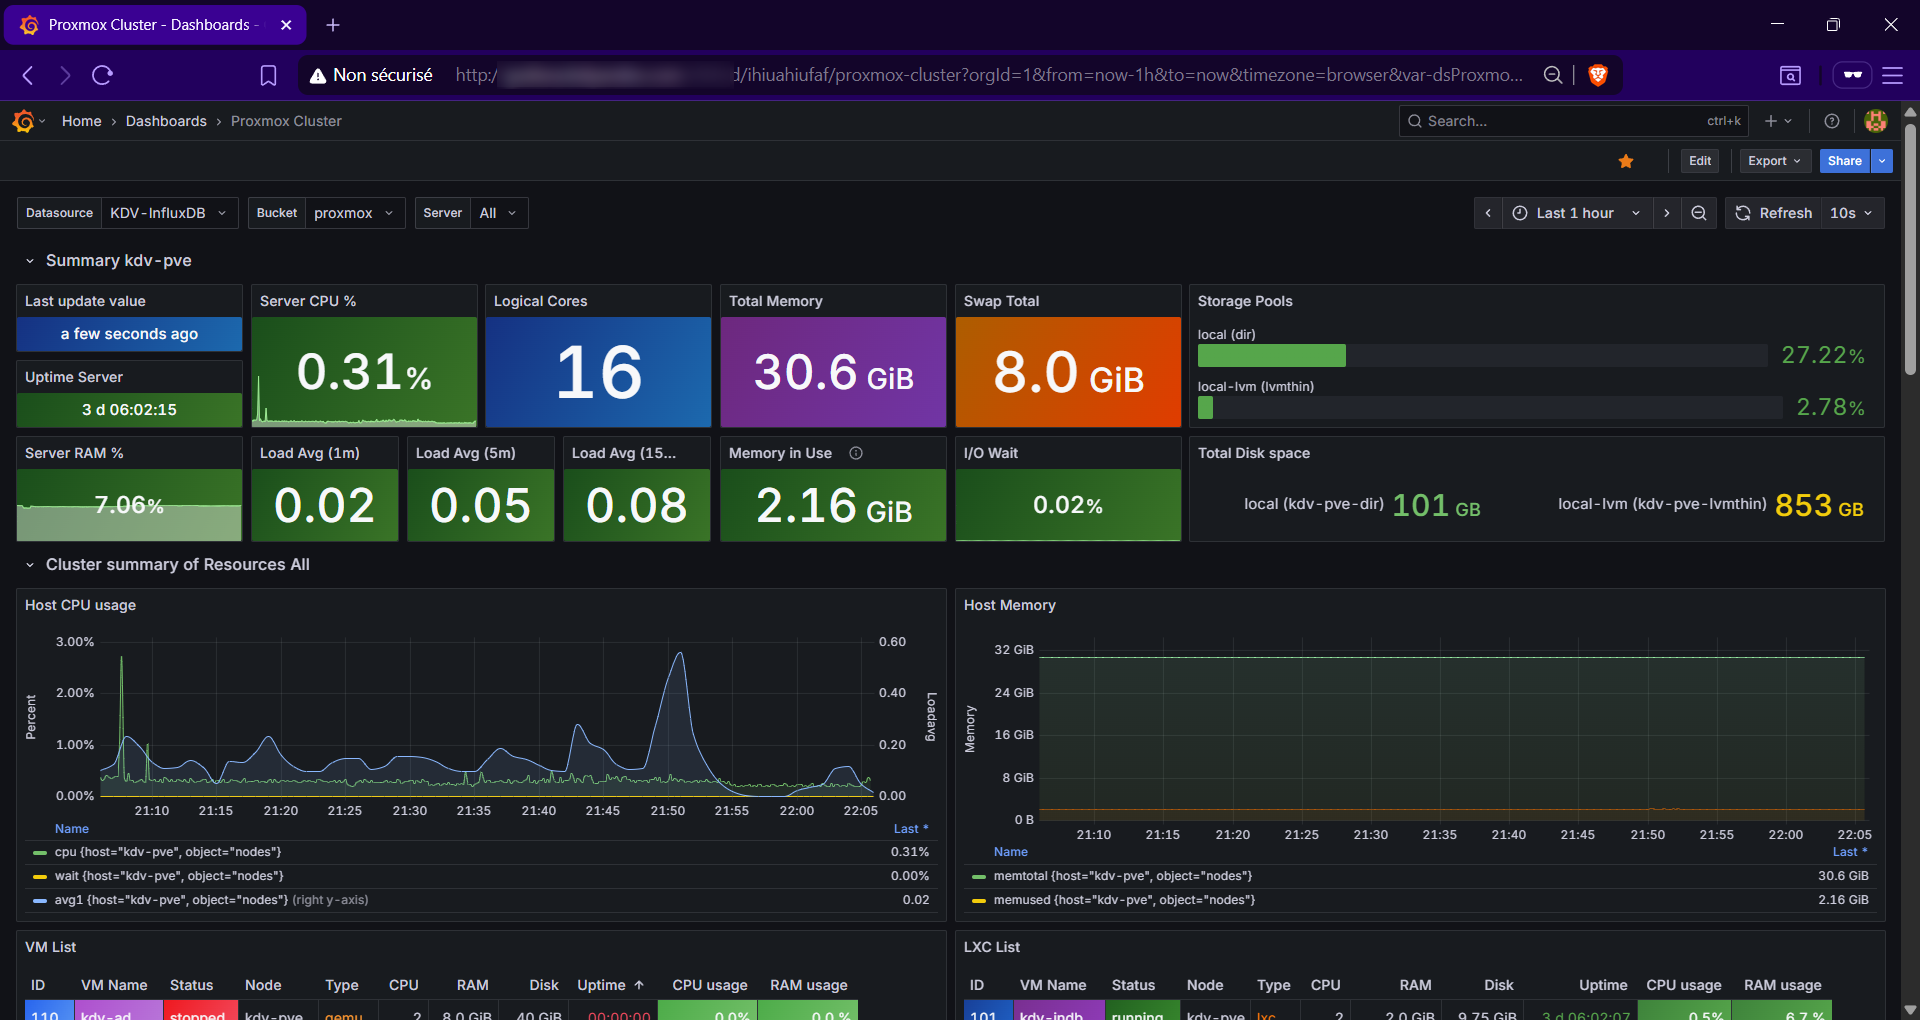 Proxmox Cluster - Dashboards -
Non sécurisé
http:/
d/ihiuahiufaf/proxmox-cluster?orgId=1&from=now-1h&to=now&timezone=browser&var-dsProxmo...
Home › Dashboards › Proxmox Cluster
Search...
ctrl+k
Edit
Export
Share
Datasource KDV-InfluxDB
Bucket proxmox
Server All
Last 1 hour
Refresh 10s
Summary kdv-pve
Last update value
a few seconds ago
Uptime Server
3 d 06:02:15
Server CPU %
0.31%
Logical Cores
16
Total Memory
30.6 GiB
Swap Total
8.0 GiB
Storage Pools
local (dir)
27.22%
local-lvm (lvmthin)
2.78%
Server RAM %
7.06%
Load Avg (1m)
0.02
Load Avg (5m)
0.05
Load Avg (15...
0.08
Memory in Use
2.16 GiB
I/O Wait
0.02%
Total Disk space
local (kdv-pve-dir) 101 GB
local-lvm (kdv-pve-lvmthin) 853 GB
Cluster summary of Resources All
Host CPU usage
3.00%
2.00%
1.00%
0.00%
Percent
0.60
0.40
0.20
0.00
Loadavg
21:10 21:15 21:20 21:25 21:30 21:35 21:40 21:45 21:50 21:55 22:00 22:05
Name Last *
cpu {host="kdv-pve", object="nodes"} 0.31%
wait {host="kdv-pve", object="nodes"} 0.00%
avg1 {host="kdv-pve", object="nodes"} (right y-axis) 0.02
Host Memory
32 GiB
24 GiB
16 GiB
8 GiB
0 B
Memory
21:10 21:15 21:20 21:25 21:30 21:35 21:40 21:45 21:50 21:55 22:00 22:05
Name Last *
memtotal {host="kdv-pve", object="nodes"} 30.6 GiB
memused {host="kdv-pve", object="nodes"} 2.16 GiB
VM List
ID VM Name Status Node Type CPU RAM Disk Uptime CPU usage RAM usage
110 kdv-ad stopped kdv-pve qemu 2 8.0 GiB 40 GiB 00:00:00 0.0% 0.0%
LXC List
ID VM Name Status Node Type CPU RAM Disk Uptime CPU usage RAM usage
101 kdv-indb running kdv-pve lxc 2 2.0 GiB 9.75 GiB 3 d 06:02:07 0.5% 6.7%